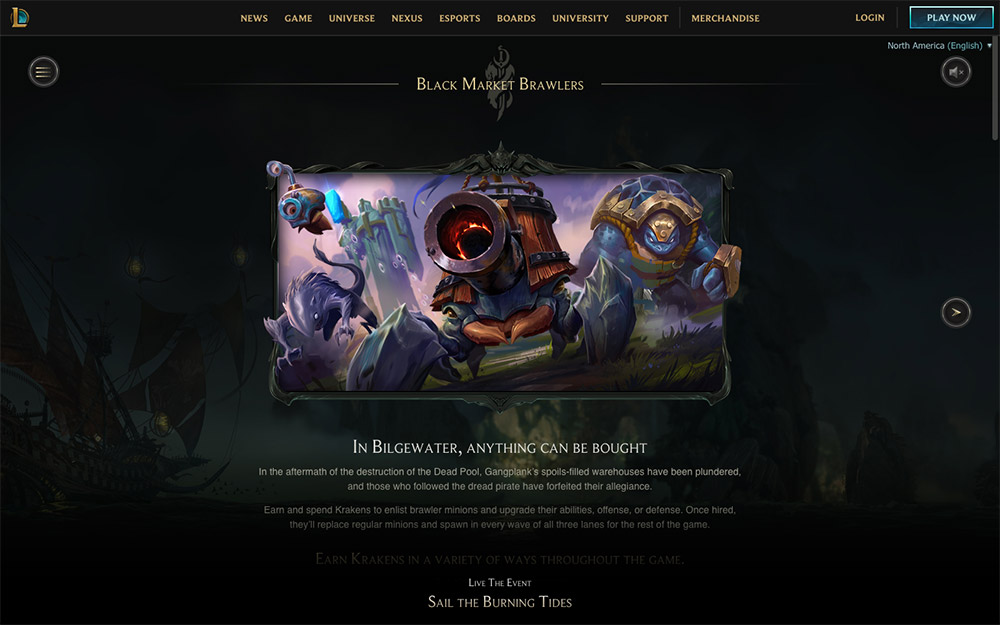 NEWS GAME UNIVERSE NEXUS ESPORTS BOARDS UNIVERSITY SUPPORT MERCHANDISE LOGIN PLAY NOW
North America (English)
Black Market Brawlers
In Bilgewater, anything can be bought
In the aftermath of the destruction of the Dead Pool, Gangplank's spoils-filled warehouses have been plundered,
and those who followed the dread pirate have forfeited their allegiance.
Earn and spend Krakens to enlist brawler minions and upgrade their abilities, offense, or defense. Once hired,
they'll replace regular minions and spawn in every wave of all three lanes for the rest of the game.
Earn Krakens in a variety of ways throughout the game.
Live The Event
Sail the Burning Tides